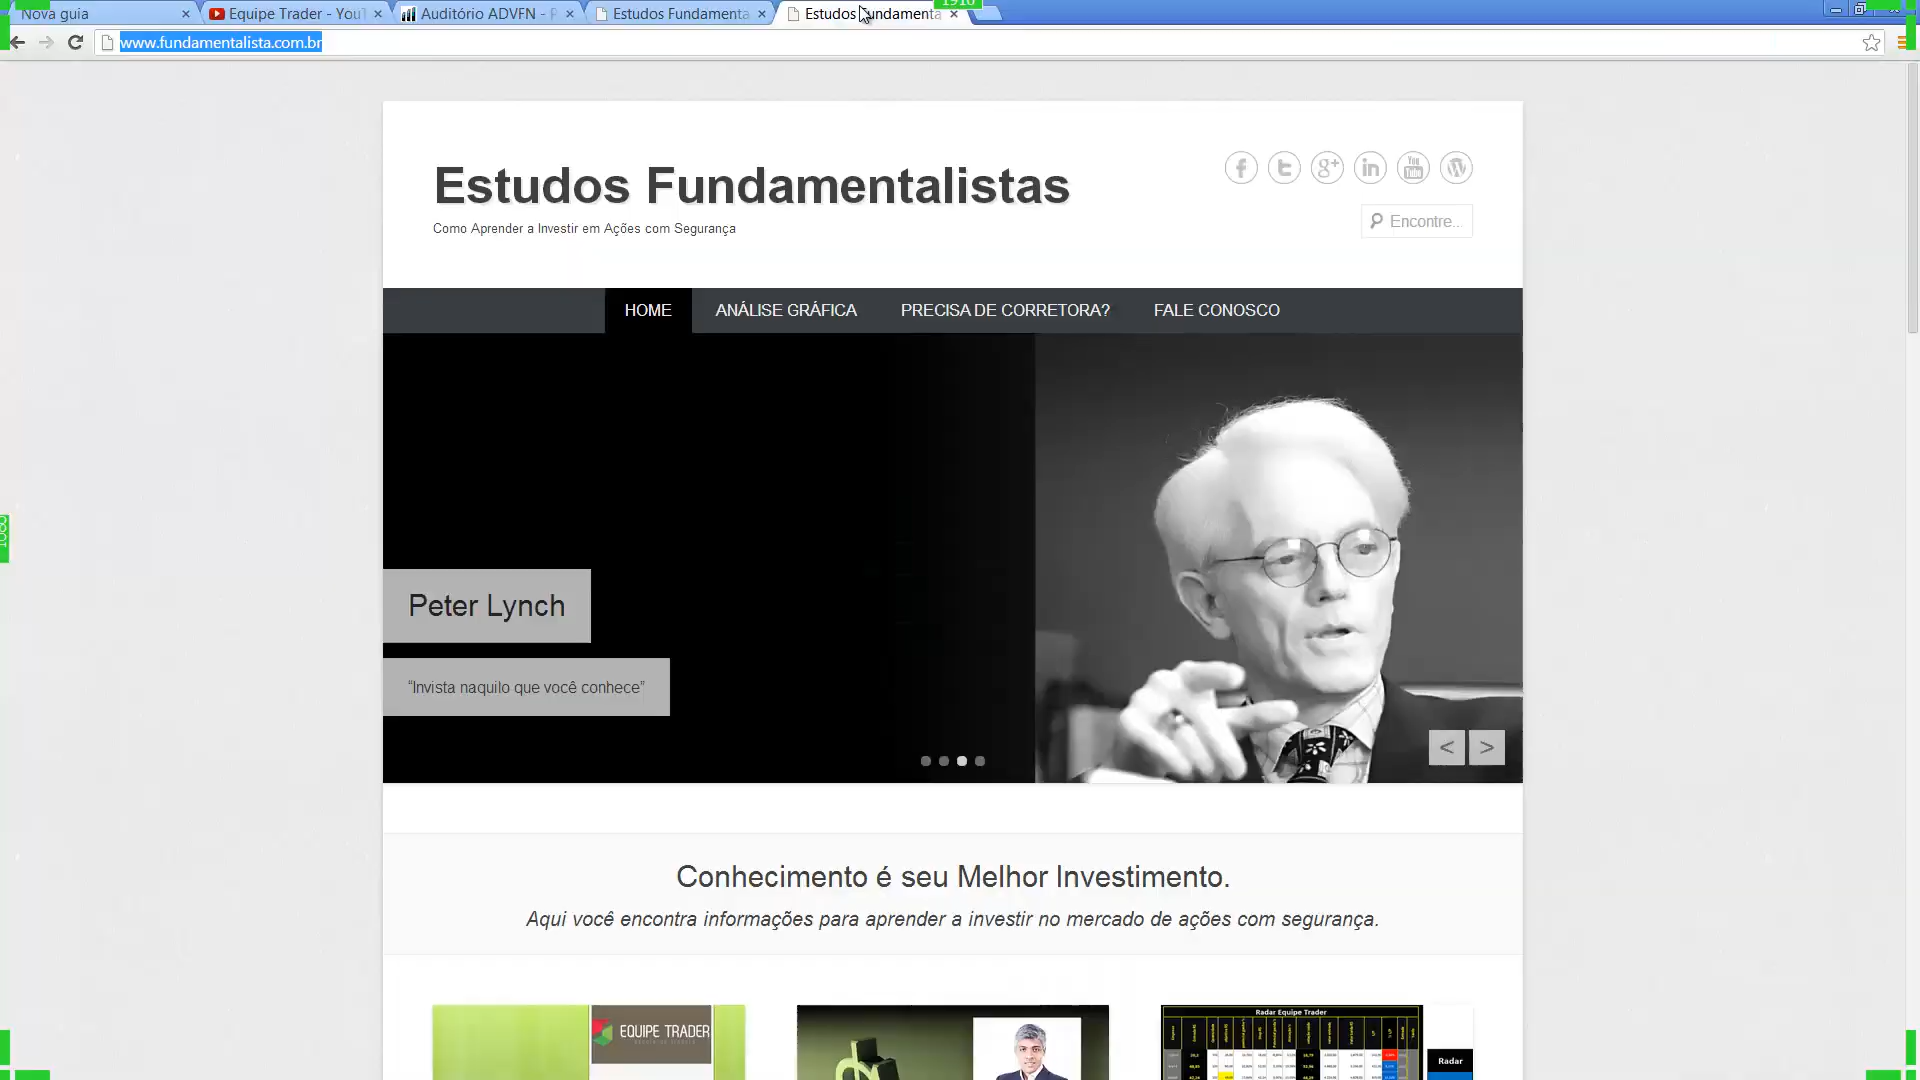 Nova guia
Equipe Trader - YouT
Auditório ADVFN - P
Estudos Fundamenta
Estudos Fundamenta
1910
www.fundamentalista.com.br
Estudos Fundamentalistas
Como Aprender a Investir em Ações com Segurança
Encontre...
HOME
ANÁLISE GRÁFICA
PRECISA DE CORRETORA?
FALE CONOSCO
Peter Lynch
“Invista naquilo que você conhece”
Conhecimento é seu Melhor Investimento.
Aqui você encontra informações para aprender a investir no mercado de ações com segurança.
EQUIPE TRADER
Radar Equipe Trader
Radar